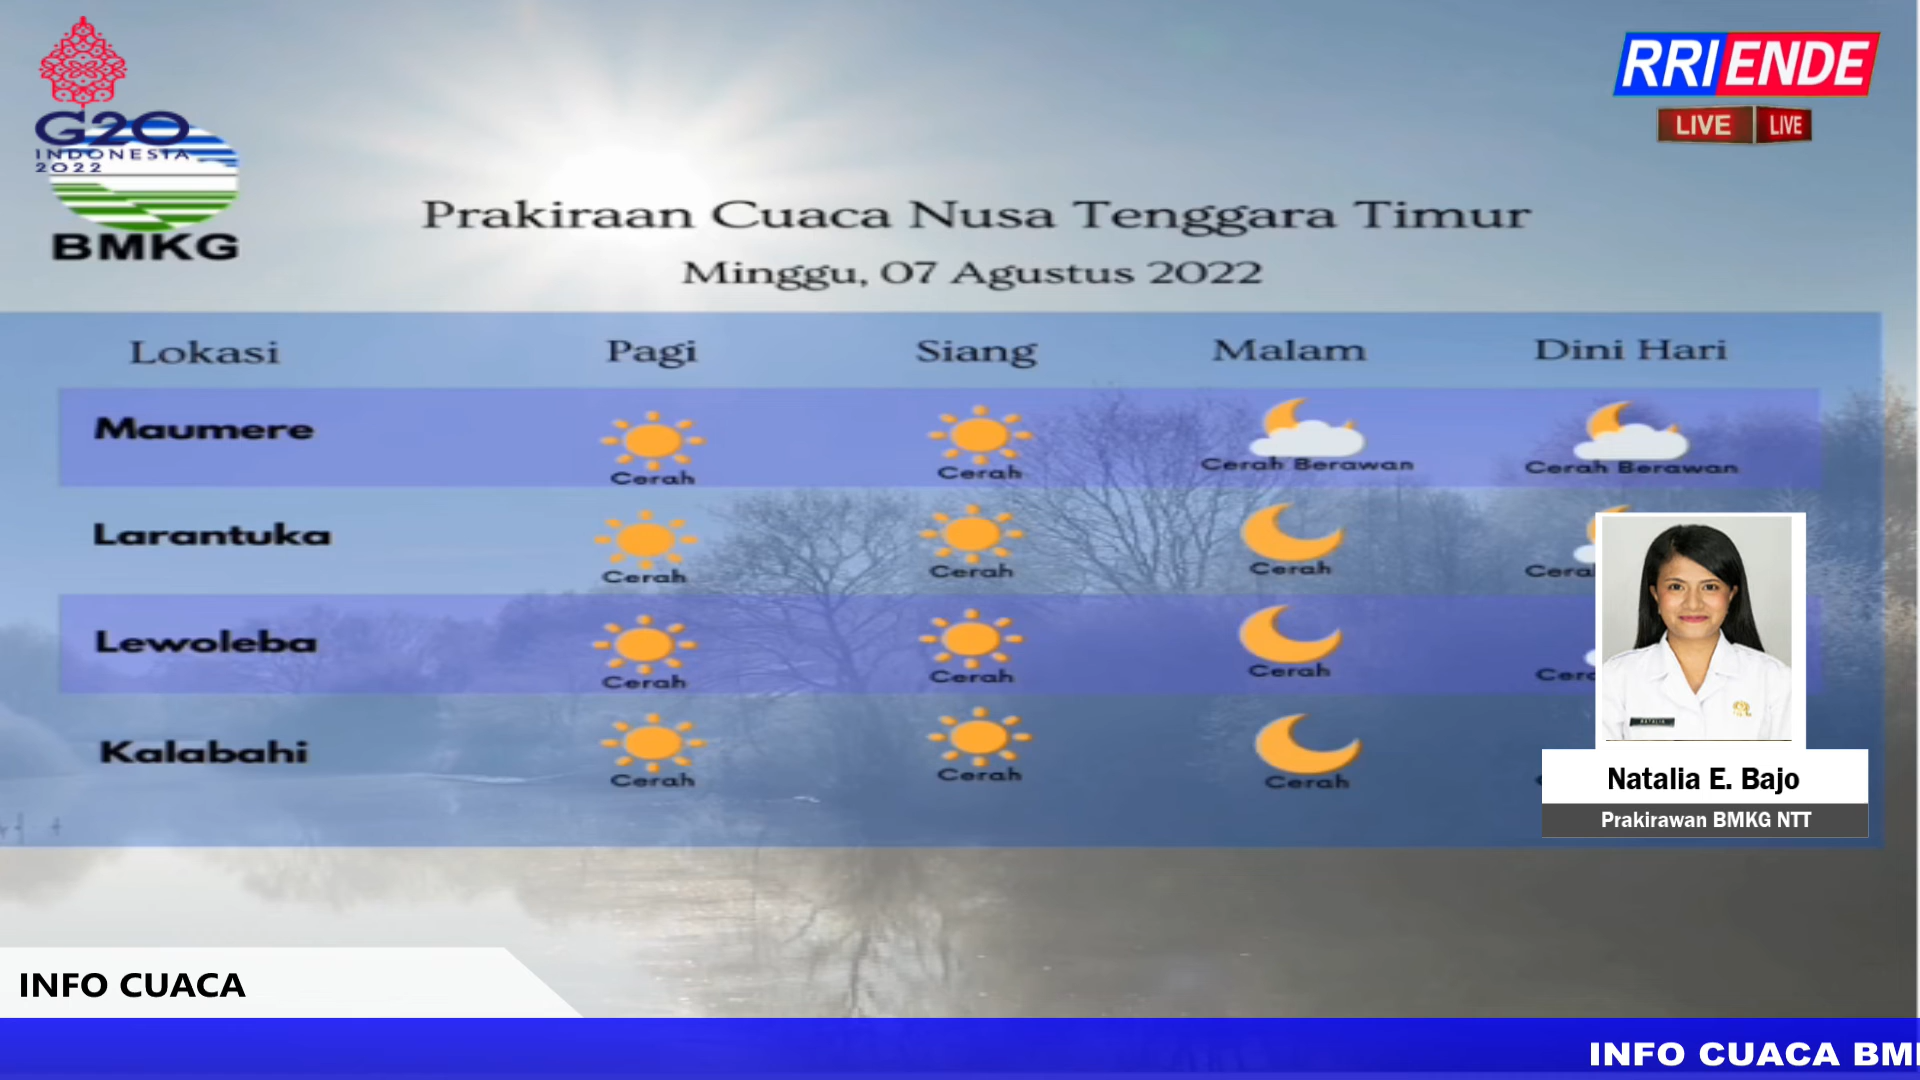 G20
INDONESIA
2022
BMKG
RRI ENDE
LIVE LIVE
Prakiraan Cuaca Nusa Tenggara Timur
Minggu, 07 Agustus 2022
Lokasi Pagi Siang Malam Dini Hari
Maumere Cerah Cerah Cerah Berawan Cerah Berawan
Larantuka Cerah Cerah Cerah
Lewoleba Cerah Cerah Cerah
Kalabahi Cerah Cerah Cerah
NATALIA
Natalia E. Bajo
Prakirawan BMKG NTT
INFO CUACA
INFO CUACA